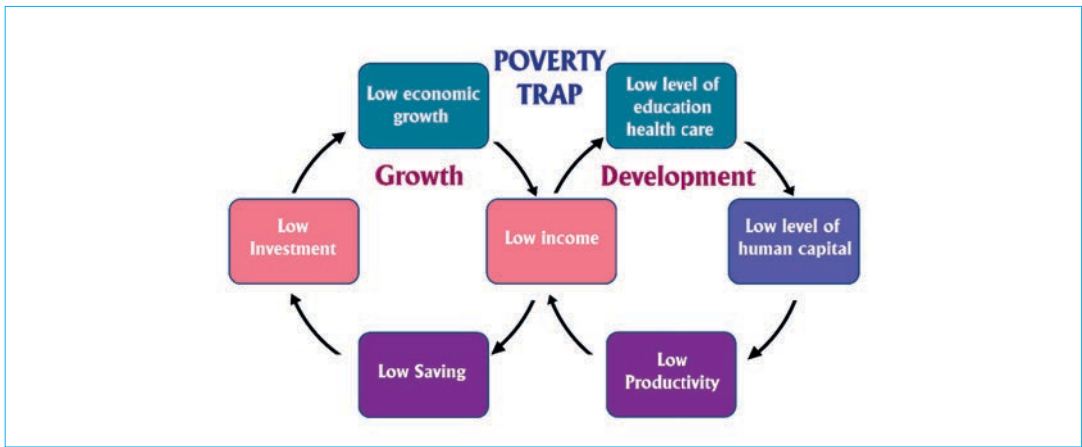 POVERTY
TRAP
Low economic
growth
Low level of
education
health care
Growth
Development
Low
Investment
Low income
Low level of
human capital
Low Saving
Low
Productivity